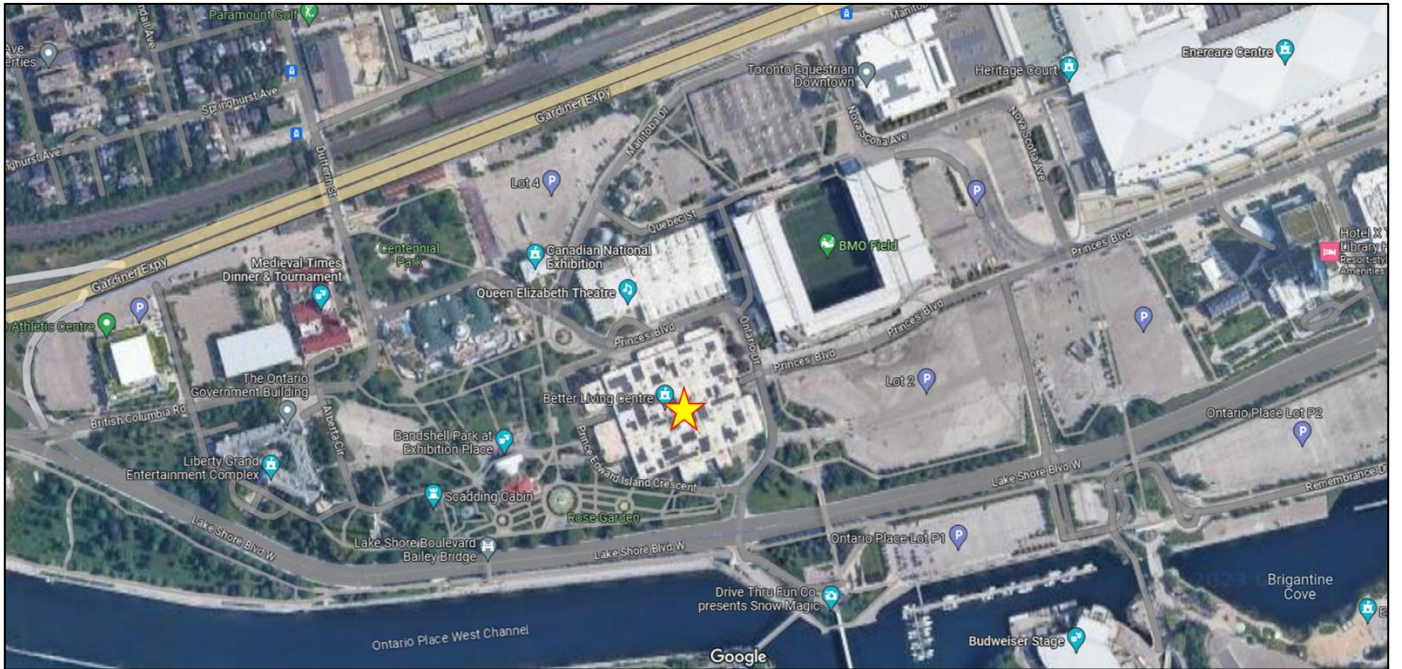 Paramount Golf
Manitoba Dr
Enercare Centre
Heritage Court
Toronto Equestrian
Downtown
Springhurst Ave
Gardiner Expy
Nova Scotia Ave
Nova Scotia Ave
Manitoba Dr
Dufferin St
Lot 4
P
P
Quebec St
BMO Field
Princes' Blvd
Hotel X
Library
Resort-sty
Amenities
Centennial
Park
Canadian National
Exhibition
Medieval Times
Dinner & Tournament
Queen Elizabeth Theatre
Gardiner Expy
P
Athletic Centre
Princes' Blvd
Ontario Dr
Princes' Blvd
Princes' Blvd
P
Lot 2
P
The Ontario
Government Building
Better Living Centre
British Columbia Rd
Alberta Cir
Bandshell Park at
Exhibition Place
Ontario Place Lot P2
P
Liberty Grand
Entertainment Complex
Prince Edward Island Crescent
Lake Shore Blvd W
Scadding Cabin
Rose Garden
Remembrance
Lake Shore Blvd W
Lake Shore Boulevard
Bailey Bridge
Lake Shore Blvd W
Ontario Place Lot P1
P
Drive Thru Fun Co
presents Snow Magic
Brigantine
Cove
Ontario Place West Channel
Budweiser Stage
Google